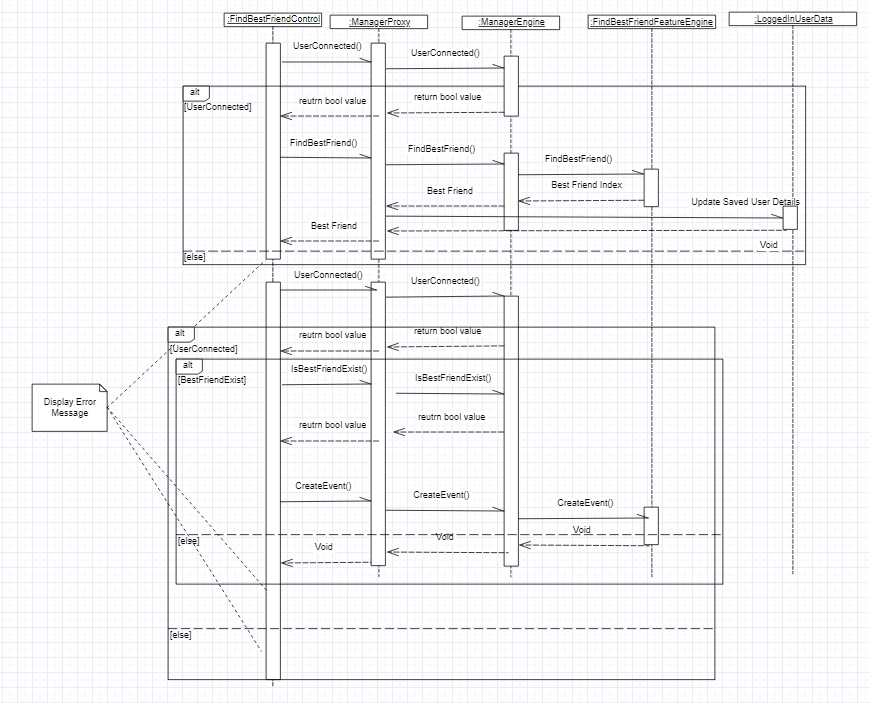 :FindBestFriendControl
:ManagerProxy
:ManagerEngine
:FindBestFriendFeatureEngine
:LoggedInUserData
UserConnected()
UserConnected()
alt
[UserConnected]
reutrn bool value
return bool value
FindBestFriend()
FindBestFriend()
FindBestFriend()
Best Friend
Best Friend Index
Update Saved User Details
Best Friend
Void
[else]
UserConnected()
UserConnected()
alt
[UserConnected]
reutrn bool value
return bool value
alt
[BestFriendExist]
IsBestFriendExist()
IsBestFriendExist()
Display Error
Message
reutrn bool value
reutrn bool value
CreateEvent()
CreateEvent()
CreateEvent()
[else]
Void
Void
Void
[else]